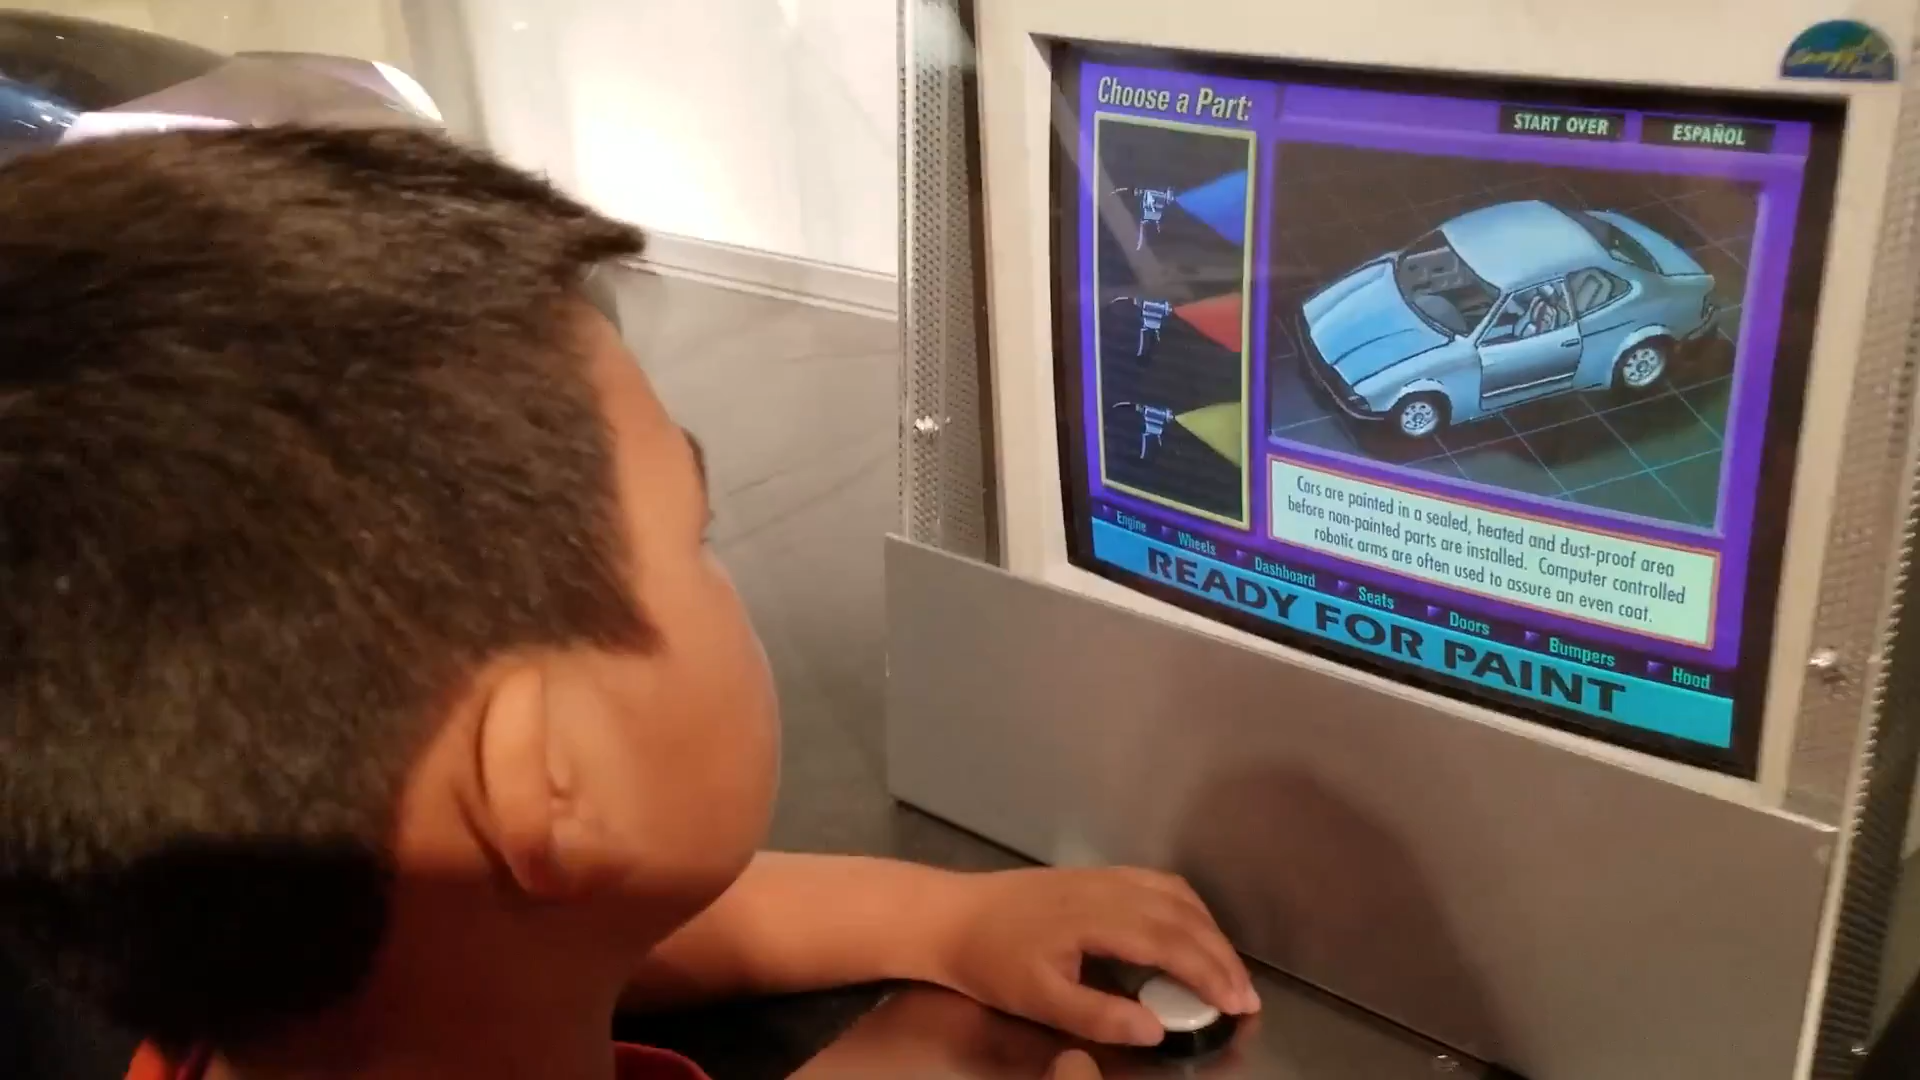 Choose a Part:
START OVER
ESPAÑOL
Cars are painted in a sealed, heated and dust-proof area
before non-painted parts are installed. Computer controlled
robotic arms are often used to assure an even coat.
Engine
Wheels
Dashboard
Seats
Doors
Bumpers
Hood
READY FOR PAINT